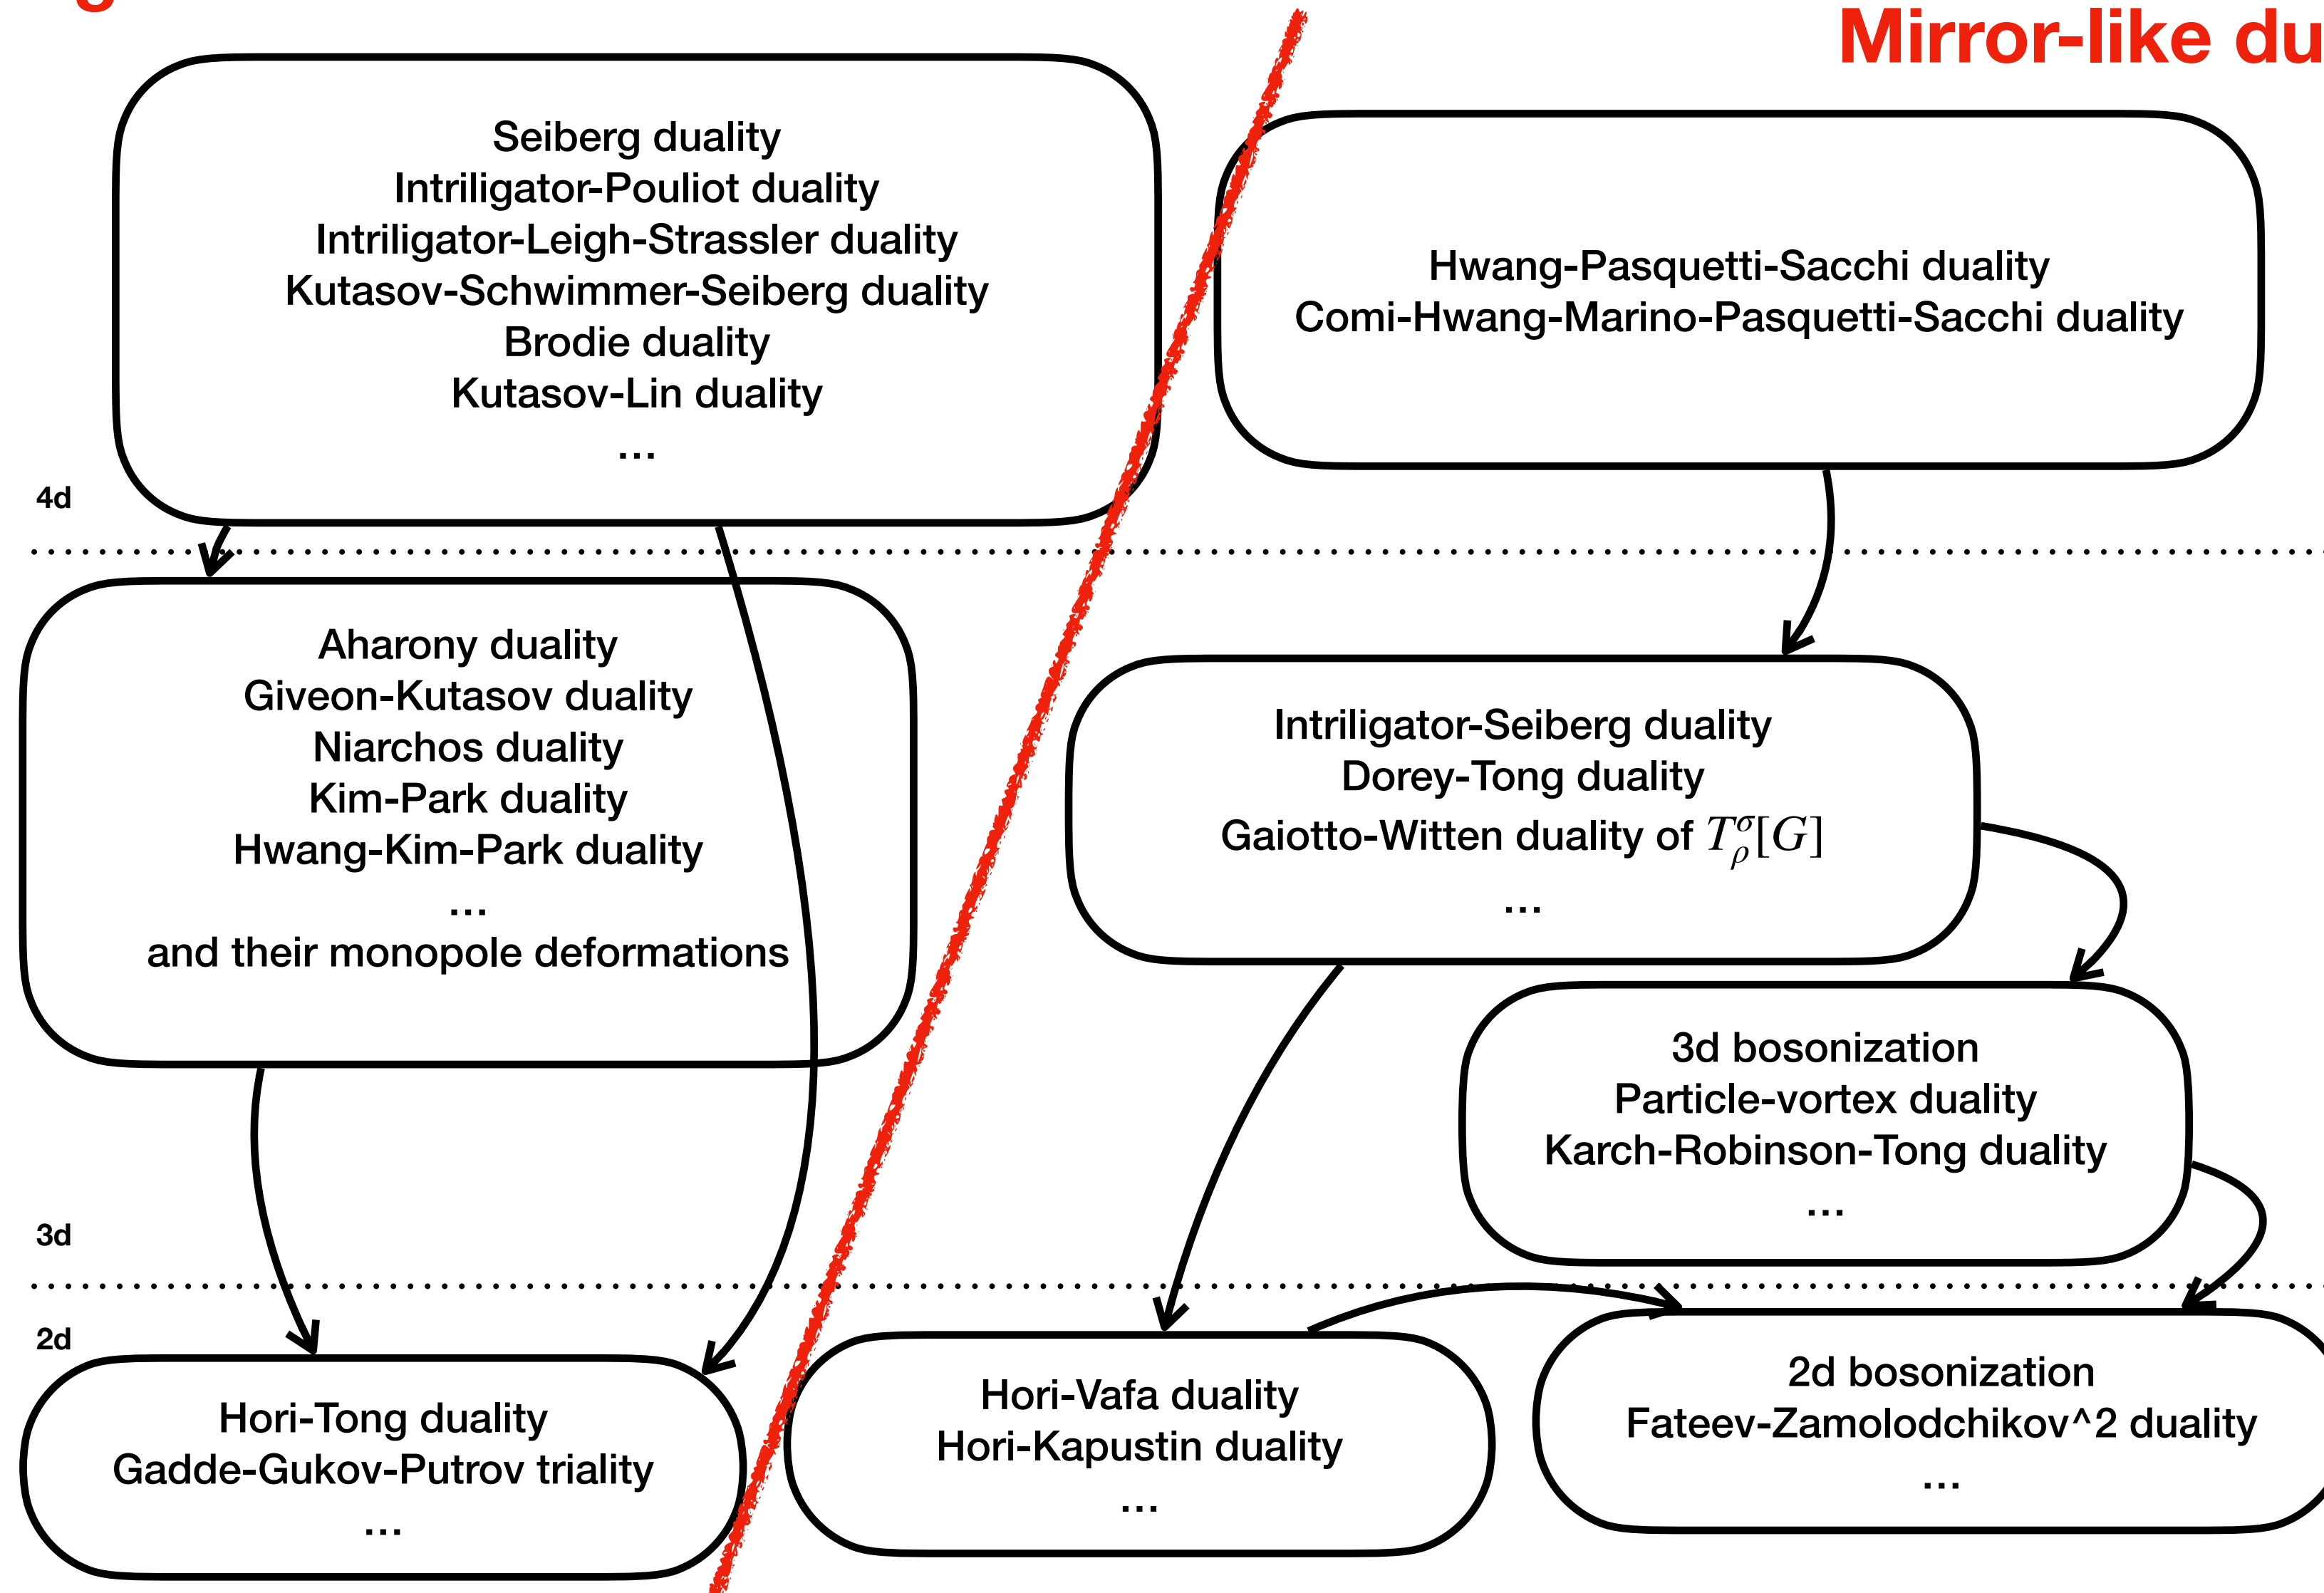 Mirror-like du
Seiberg duality
Intriligator-Pouliot duality
Intriligator-Leigh-Strassler duality
Kutasov-Schwimmer-Seiberg duality
Brodie duality
Kutasov-Lin duality
...
Hwang-Pasquetti-Sacchi duality
Comi-Hwang-Marino-Pasquetti-Sacchi duality
4d
Aharony duality
Giveon-Kutasov duality
Niarchos duality
Kim-Park duality
Hwang-Kim-Park duality
...
and their monopole deformations
Intriligator-Seiberg duality
Dorey-Tong duality
Gaiotto-Witten duality of $T_\rho^\sigma[G]$
...
3d bosonization
Particle-vortex duality
Karch-Robinson-Tong duality
...
3d
2d
Hori-Tong duality
Gadde-Gukov-Putrov triality
...
Hori-Vafa duality
Hori-Kapustin duality
...
2d bosonization
Fateev-Zamolodchikov^2 duality
...